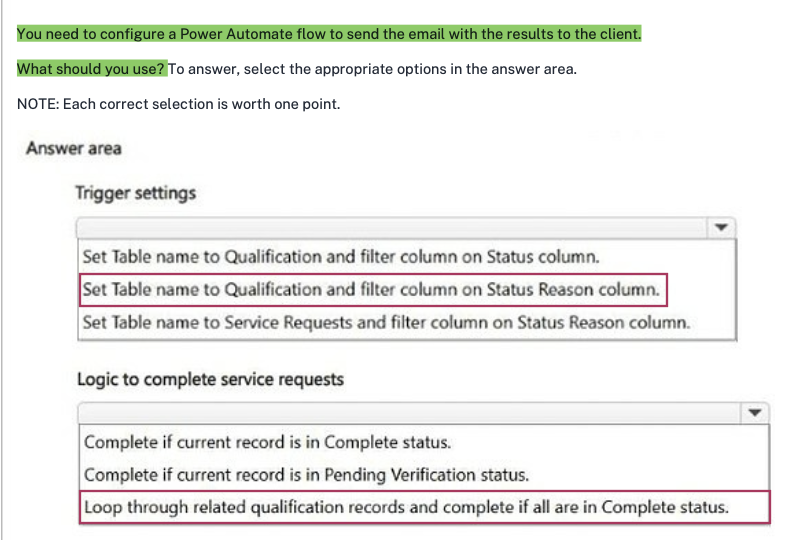 You need to configure a Power Automate flow to send the email with the results to the client.
What should you use? To answer, select the appropriate options in the answer area.
NOTE: Each correct selection is worth one point.
Answer area
Trigger settings
Set Table name to Qualification and filter column on Status column.
Set Table name to Qualification and filter column on Status Reason column.
Set Table name to Service Requests and filter column on Status Reason column.
Logic to complete service requests
Complete if current record is in Complete status.
Complete if current record is in Pending Verification status.
Loop through related qualification records and complete if all are in Complete status.